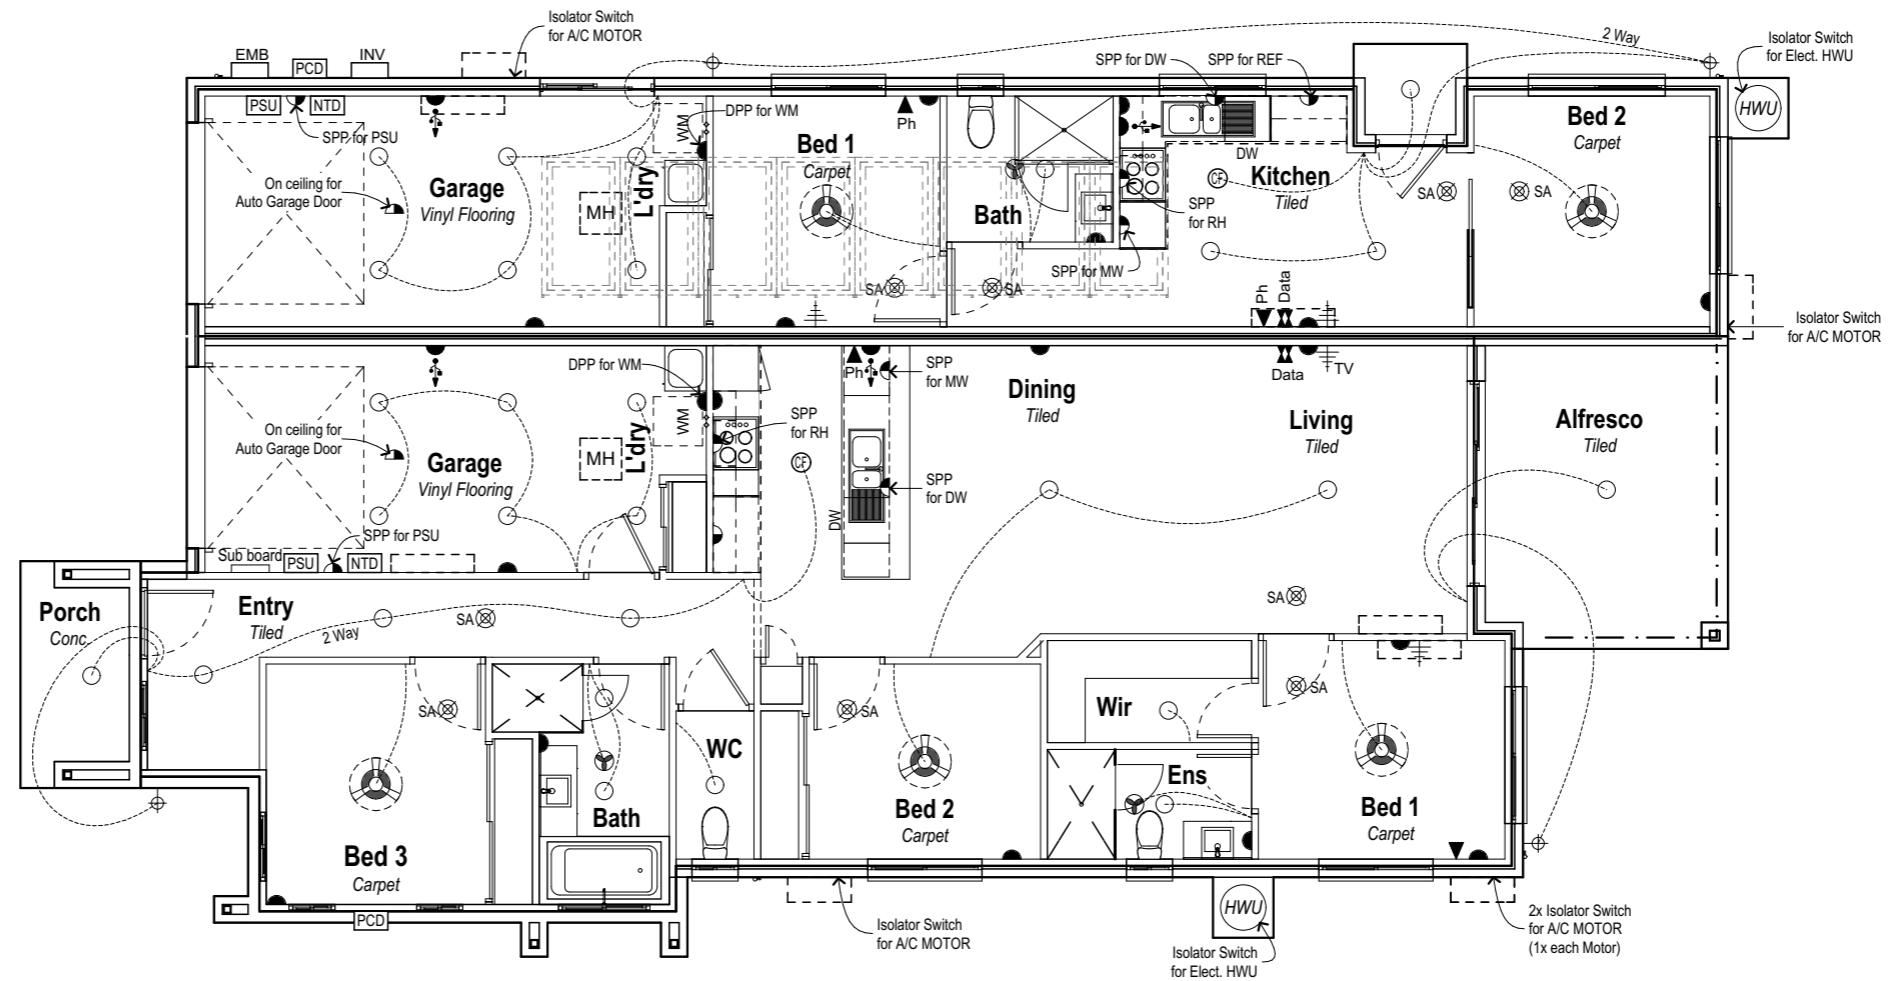 Isolator Switch
for A/C MOTOR
2 Way
Isolator Switch
for Elect. HWU
EMB
PCD
INV
SPP for DW
SPP for REF
HWU
PSU
NTD
SPP for PSU
WM
DPP for WM
Ph
Bed 1
Carpet
Bed 2
Carpet
On ceiling for
Auto Garage Door
Garage
Vinyl Flooring
MH
L'dry
Bath
DW
CF
Kitchen
Tiled
SA
SA
SPP
for RH
SPP for MW
SA
SA
Ph
Data
Isolator Switch
for A/C MOTOR
DPP for WM
Ph
SPP
for MW
Data
TV
WM
SPP
for RH
Dining
Tiled
Living
Tiled
Alfresco
Tiled
On ceiling for
Auto Garage Door
Garage
Vinyl Flooring
MH
L'dry
CF
SPP
for DW
DW
SPP for PSU
Sub board
PSU
NTD
Porch
Conc.
Entry
Tiled
2 Way
SA
SA
SA
SA
SA
Wir
WC
Ens
Bath
Bed 2
Carpet
Bed 1
Carpet
Bed 3
Carpet
PCD
HWU
Isolator Switch
for A/C MOTOR
Isolator Switch
for Elect. HWU
2x Isolator Switch
for A/C MOTOR
(1x each Motor)